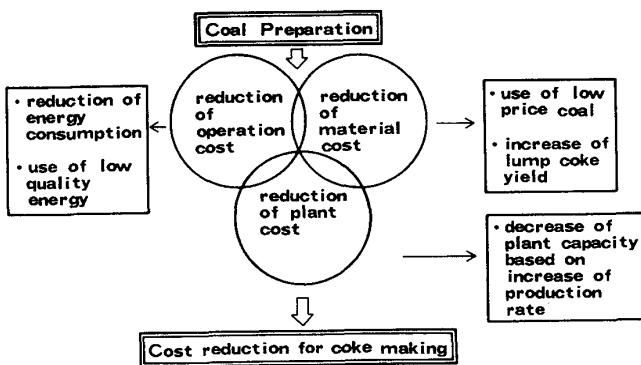 Coal Preparation
• reduction of
energy
consumption
• use of low
quality
energy
reduction
of
operation
cost
reduction
of
material
cost
• use of low
price coal
• increase of
lump coke
yield
reduction
of plant
cost
• decrease of
plant capacity
based on
increase of
production
rate
Cost reduction for coke making